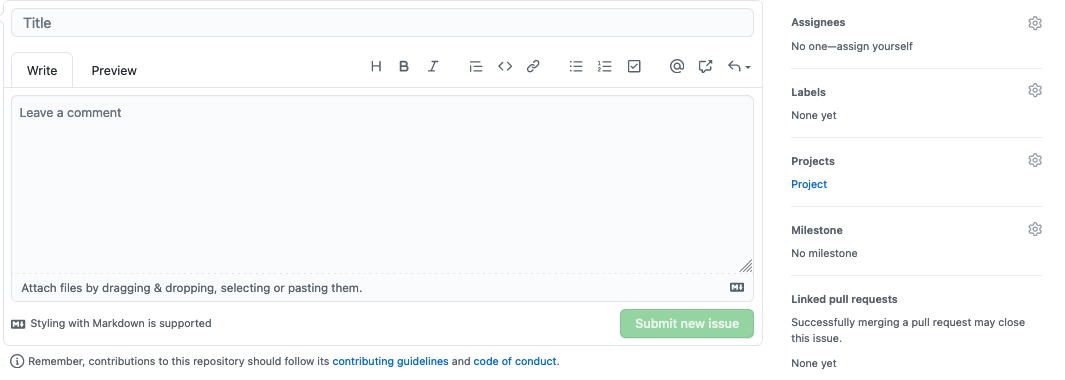 Title
Write
Preview
Leave a comment
Attach files by dragging & dropping, selecting or pasting them.
Styling with Markdown is supported
Submit new issue
Remember, contributions to this repository should follow its contributing guidelines and code of conduct.
Assignees
No one—assign yourself
Labels
None yet
Projects
Project
Milestone
No milestone
Linked pull requests
Successfully merging a pull request may close
this issue.
None yet